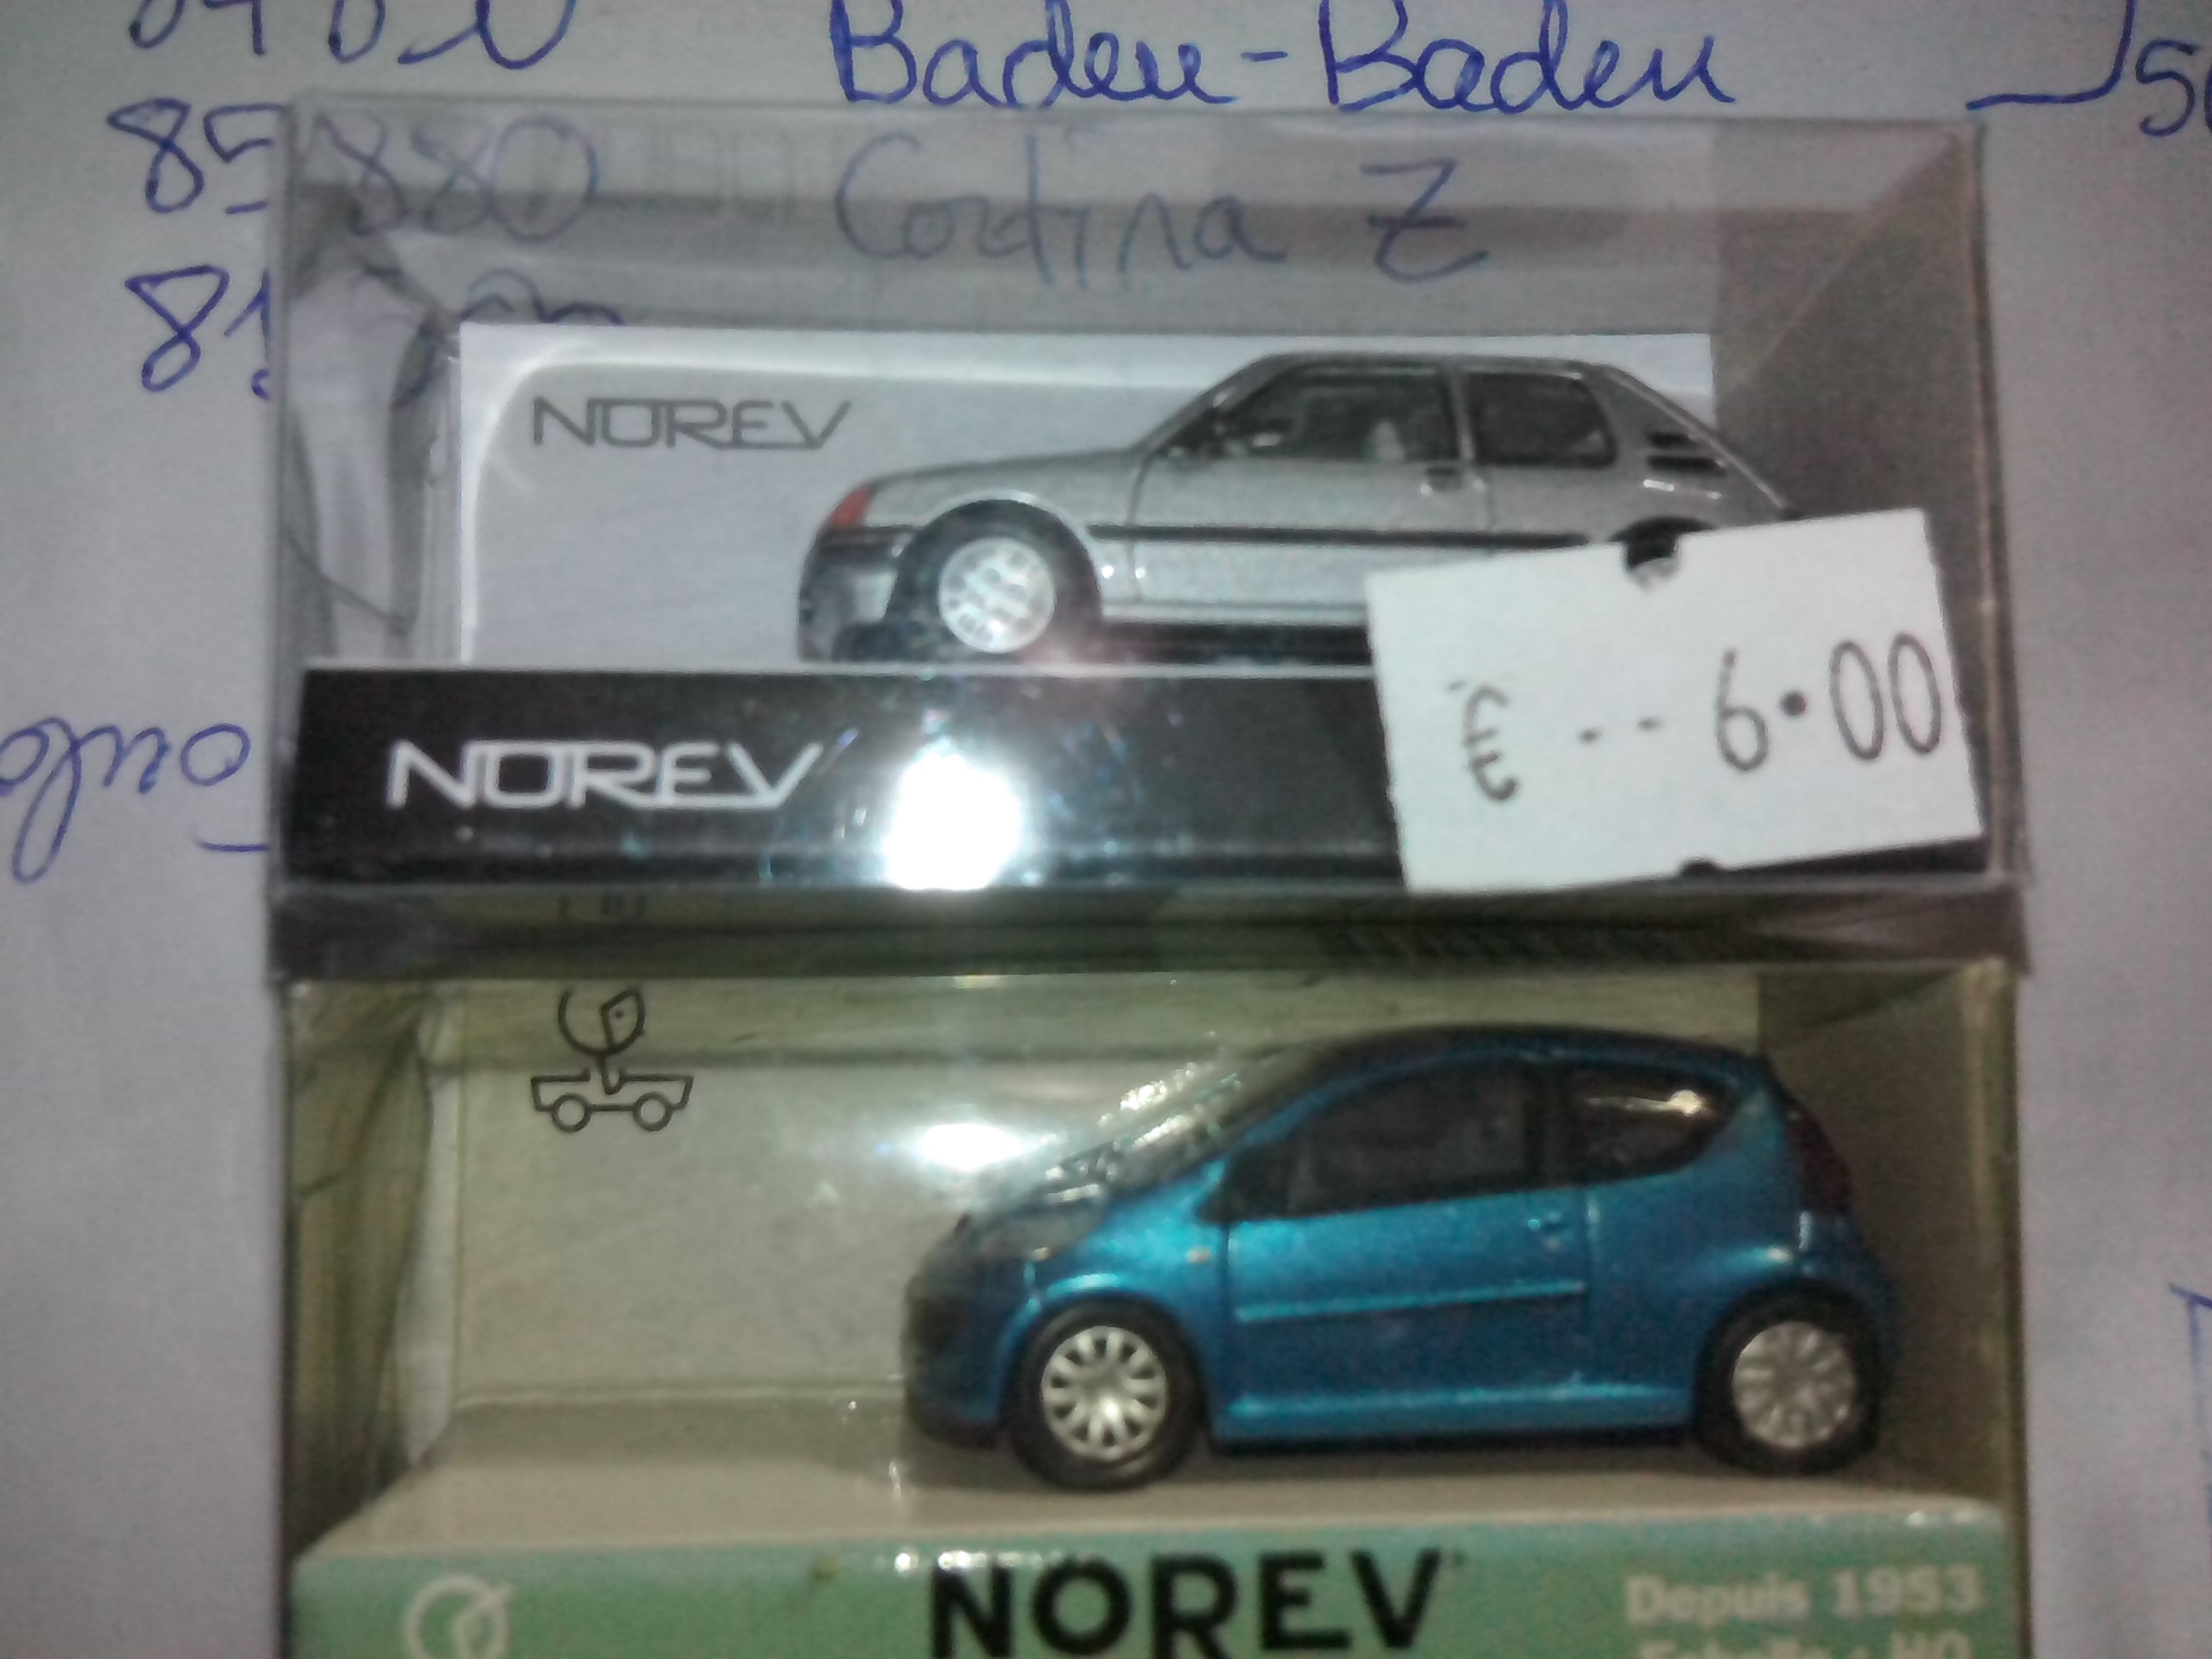 Baden-Baden
85880 Cortina Z
NOREV
€ -- 6.00
NOREV
NOREV
Depuis 1953